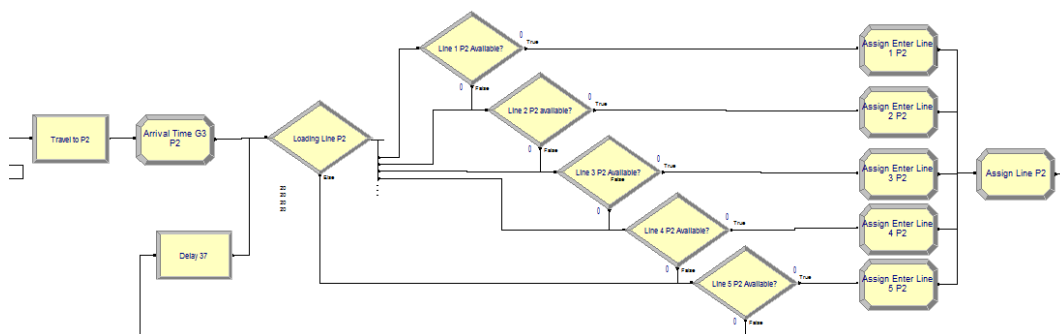 Line 1 P2 Available?
0
True
0
False
Assign Enter Line
1 P2
Line 2 P2 available?
0
True
0
False
Assign Enter Line
2 P2
Travel to P2
Arrival Time G3
P2
Loading Line P2
Else
Line 3 P2 Available?
0
True
False
0
Assign Enter Line
3 P2
Assign Line P2
Line 4 P2 Available?
0
True
0
False
Assign Enter Line
4 P2
Delay 37
Line 5 P2 Available?
0
True
0
False
Assign Enter Line
5 P2